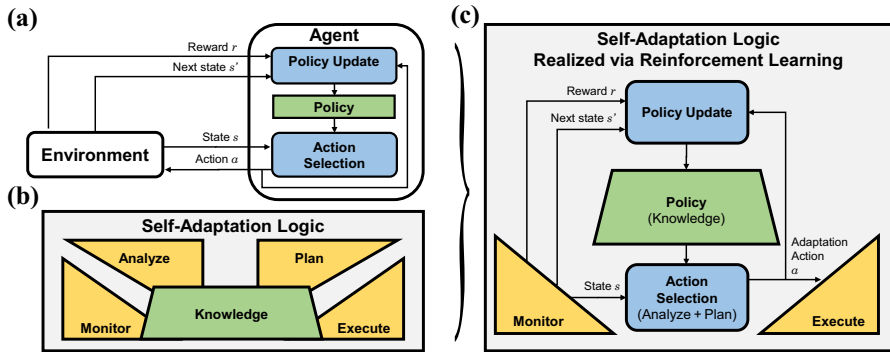 (a)
Agent
Reward r
Next state s'
Policy Update
Policy
State s
Action a
Action
Selection
Environment
(b)
Self-Adaptation Logic
Analyze
Plan
Knowledge
Monitor
Execute
(c)
Self-Adaptation Logic
Realized via Reinforcement Learning
Reward r
Next state s'
Policy Update
Policy
(Knowledge)
Adaptation
Action
a
State s
Action
Selection
(Analyze + Plan)
Monitor
Execute